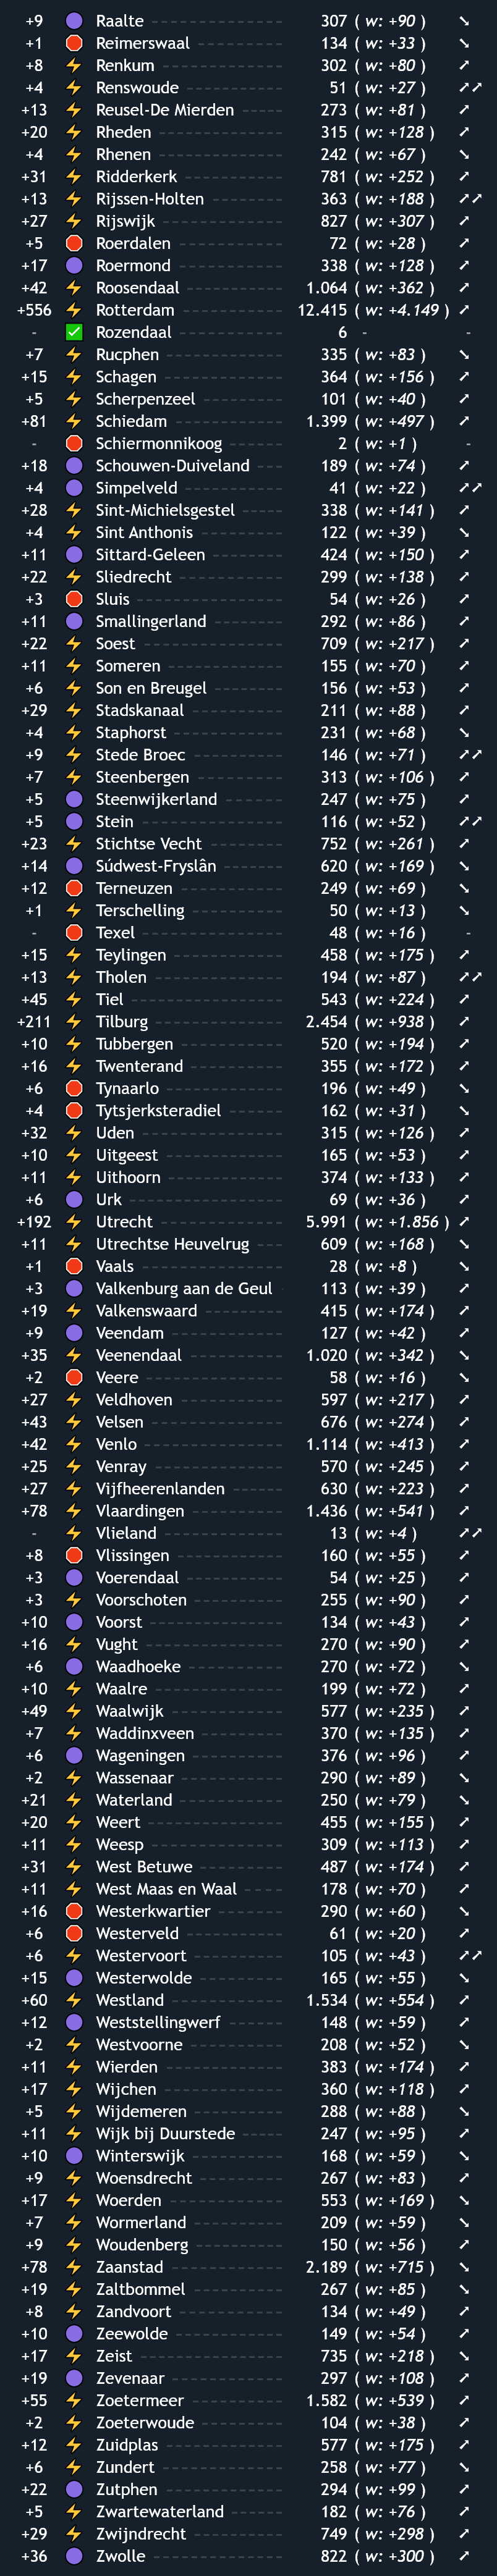 +9 Raalte 307 ( w: +90 ) ↘
+1 Reimerswaal 134 ( w: +33 ) ↘
+8 Renkum 302 ( w: +80 ) ↗
+4 Renswoude 51 ( w: +27 ) ↗↗
+13 Reusel-De Mierden 273 ( w: +81 ) ↗
+20 Rheden 315 ( w: +128 ) ↗
+4 Rhenen 242 ( w: +67 ) ↘
+31 Ridderkerk 781 ( w: +252 ) ↗
+13 Rijssen-Holten 363 ( w: +188 ) ↗↗
+27 Rijswijk 827 ( w: +307 ) ↗
+5 Roerdalen 72 ( w: +28 ) ↗
+17 Roermond 338 ( w: +128 ) ↗
+42 Roosendaal 1.064 ( w: +362 ) ↗
+556 Rotterdam 12.415 ( w: +4.149 ) ↗
- Rozendaal 6 - -
+7 Rucphen 335 ( w: +83 ) ↘
+15 Schagen 364 ( w: +156 ) ↗
+5 Scherpenzeel 101 ( w: +40 ) ↗
+81 Schiedam 1.399 ( w: +497 ) ↗
- Schiermonnikoog 2 ( w: +1 ) -
+18 Schouwen-Duiveland 189 ( w: +74 ) ↗
+4 Simpelveld 41 ( w: +22 ) ↗↗
+28 Sint-Michielsgestel 338 ( w: +141 ) ↗
+4 Sint Anthonis 122 ( w: +39 ) ↘
+11 Sittard-Geleen 424 ( w: +150 ) ↗
+22 Sliedrecht 299 ( w: +138 ) ↗
+3 Sluis 54 ( w: +26 ) ↗
+11 Smallingerland 292 ( w: +86 ) ↗
+22 Soest 709 ( w: +217 ) ↗
+11 Someren 155 ( w: +70 ) ↗
+6 Son en Breugel 156 ( w: +53 ) ↗
+29 Stadskanaal 211 ( w: +88 ) ↗
+4 Staphorst 231 ( w: +68 ) ↘
+9 Stede Broec 146 ( w: +71 ) ↗↗
+7 Steenbergen 313 ( w: +106 ) ↗
+5 Steenwijkerland 247 ( w: +75 ) ↗
+5 Stein 116 ( w: +52 ) ↗↗
+23 Stichtse Vecht 752 ( w: +261 ) ↗
+14 Súdwest-Fryslân 620 ( w: +169 ) ↘
+12 Terneuzen 249 ( w: +69 ) ↘
+1 Terschelling 50 ( w: +13 ) ↘
- Texel 48 ( w: +16 ) -
+15 Teylingen 458 ( w: +175 ) ↗
+13 Tholen 194 ( w: +87 ) ↗↗
+45 Tiel 543 ( w: +224 ) ↗
+211 Tilburg 2.454 ( w: +938 ) ↗
+10 Tubbergen 520 ( w: +194 ) ↗
+16 Twenterand 355 ( w: +172 ) ↗
+6 Tynaarlo 196 ( w: +49 ) ↘
+4 Tytsjerksteradiel 162 ( w: +31 ) ↘
+32 Uden 315 ( w: +126 ) ↗
+10 Uitgeest 165 ( w: +53 ) ↗
+11 Uithoorn 374 ( w: +133 ) ↗
+6 Urk 69 ( w: +36 ) ↗
+192 Utrecht 5.991 ( w: +1.856 ) ↗
+11 Utrechtse Heuvelrug 609 ( w: +168 ) ↘
+1 Vaals 28 ( w: +8 ) ↘
+3 Valkenburg aan de Geul 113 ( w: +39 ) ↗
+19 Valkenswaard 415 ( w: +174 ) ↗
+9 Veendam 127 ( w: +42 ) ↗
+35 Veenendaal 1.020 ( w: +342 ) ↘
+2 Veere 58 ( w: +16 ) ↘
+27 Veldhoven 597 ( w: +217 ) ↗
+43 Velsen 676 ( w: +274 ) ↗
+42 Venlo 1.114 ( w: +413 ) ↗
+25 Venray 570 ( w: +245 ) ↗
+27 Vijfheerenlanden 630 ( w: +223 ) ↗
+78 Vlaardingen 1.436 ( w: +541 ) ↗
- Vlieland 13 ( w: +4 ) ↗↗
+8 Vlissingen 160 ( w: +55 ) ↗
+3 Voerendaal 54 ( w: +25 ) ↗
+3 Voorschoten 255 ( w: +90 ) ↗
+10 Voorst 134 ( w: +43 ) ↗
+16 Vught 270 ( w: +90 ) ↗
+6 Waadhoeke 270 ( w: +72 ) ↘
+10 Waalre 199 ( w: +72 ) ↗
+49 Waalwijk 577 ( w: +235 ) ↗
+7 Waddinxveen 370 ( w: +135 ) ↗
+6 Wageningen 376 ( w: +96 ) ↗
+2 Wassenaar 290 ( w: +89 ) ↘
+21 Waterland 250 ( w: +79 ) ↘
+20 Weert 455 ( w: +155 ) ↗
+11 Weesp 309 ( w: +113 ) ↗
+31 West Betuwe 487 ( w: +174 ) ↗
+11 West Maas en Waal 178 ( w: +70 ) ↗
+16 Westerkwartier 290 ( w: +60 ) ↘
+6 Westerveld 61 ( w: +20 ) ↗
+6 Westervoort 105 ( w: +43 ) ↗↗
+15 Westerwolde 165 ( w: +55 ) ↘
+60 Westland 1.534 ( w: +554 ) ↗
+12 Weststellingwerf 148 ( w: +59 ) ↗
+2 Westvoorne 208 ( w: +52 ) ↘
+11 Wierden 383 ( w: +174 ) ↗
+17 Wijchen 360 ( w: +118 ) ↗
+5 Wijdemeren 288 ( w: +88 ) ↘
+11 Wijk bij Duurstede 247 ( w: +95 ) ↗
+10 Winterswijk 168 ( w: +59 ) ↘
+9 Woensdrecht 267 ( w: +83 ) ↗
+17 Woerden 553 ( w: +169 ) ↘
+7 Wormerland 209 ( w: +59 ) ↘
+9 Woudenberg 150 ( w: +56 ) ↗
+78 Zaanstad 2.189 ( w: +715 ) ↘
+19 Zaltbommel 267 ( w: +85 ) ↘
+8 Zandvoort 134 ( w: +49 ) ↗
+10 Zeewolde 149 ( w: +54 ) ↗
+17 Zeist 735 ( w: +218 ) ↘
+19 Zevenaar 297 ( w: +108 ) ↗
+55 Zoetermeer 1.582 ( w: +539 ) ↗
+2 Zoeterwoude 104 ( w: +38 ) ↗
+12 Zuidplas 577 ( w: +175 ) ↗
+6 Zundert 258 ( w: +77 ) ↘
+22 Zutphen 294 ( w: +99 ) ↗
+5 Zwartewaterland 182 ( w: +76 ) ↗
+29 Zwijndrecht 749 ( w: +298 ) ↗
+36 Zwolle 822 ( w: +300 ) ↗